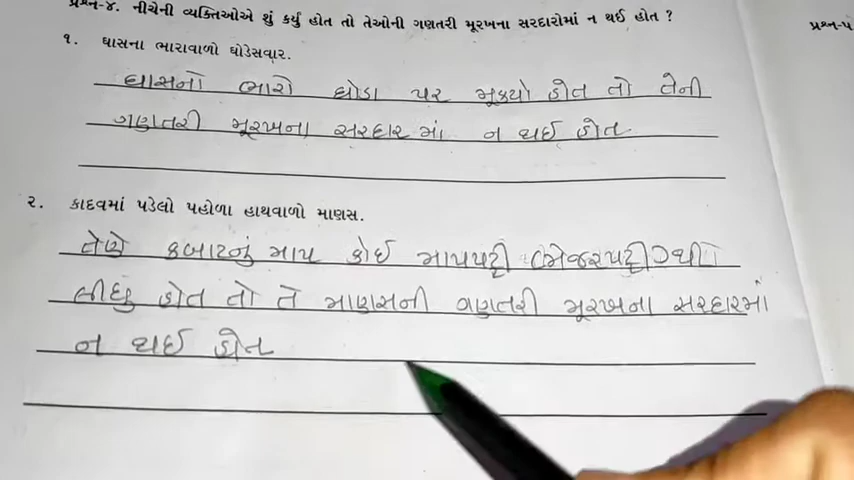 પ્રશ્ન-૪. નીચેની વ્યક્તિઓએ શું કર્યું હોત તો તેઓની ગણતરી મૂરખના સરદારોમાં ન થઈ હોત ?
પ્રશ્ન-૫
૧. ઘાસના ભારાવાળો ઘોડેસવાર.
ઘાસનો ભારો ઘોડા પર મૂક્યો હોત તો તેની
ગણતરી મૂરખના સરદાર માં ન થઈ હોત
૨. કાદવમાં પડેલો પહોળા હાથવાળો માણસ.
તેણે કબાટનું માપ કોઈ માપપટ્ટી (મેજરપટ્ટી)થી
લીધુ હોત તો તે માણસની ગણતરી મૂરખના સરદારમાં
ન થઈ હોત